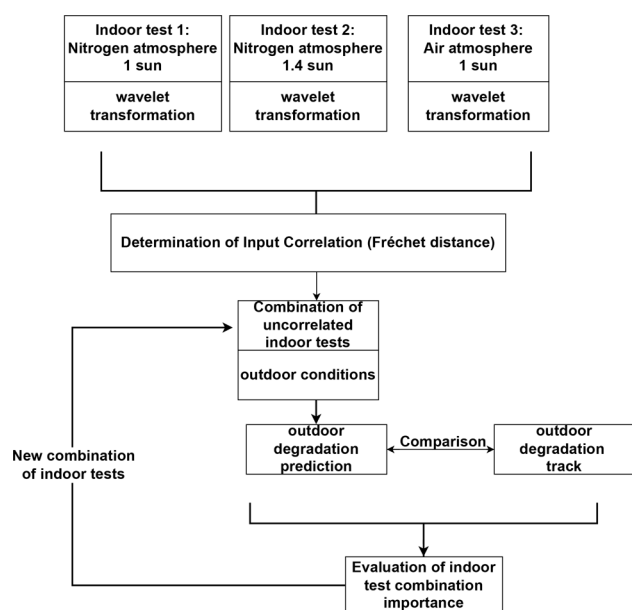 Indoor test 1:
Nitrogen atmosphere
1 sun
wavelet
transformation
Indoor test 2:
Nitrogen atmosphere
1.4 sun
wavelet
transformation
Indoor test 3:
Air atmosphere
1 sun
wavelet
transformation
Determination of Input Correlation (Fréchet distance)
Combination of
uncorrelated
indoor tests
outdoor conditions
outdoor
degradation
prediction
Comparison
outdoor
degradation
track
New combination
of indoor tests
Evaluation of indoor
test combination
importance